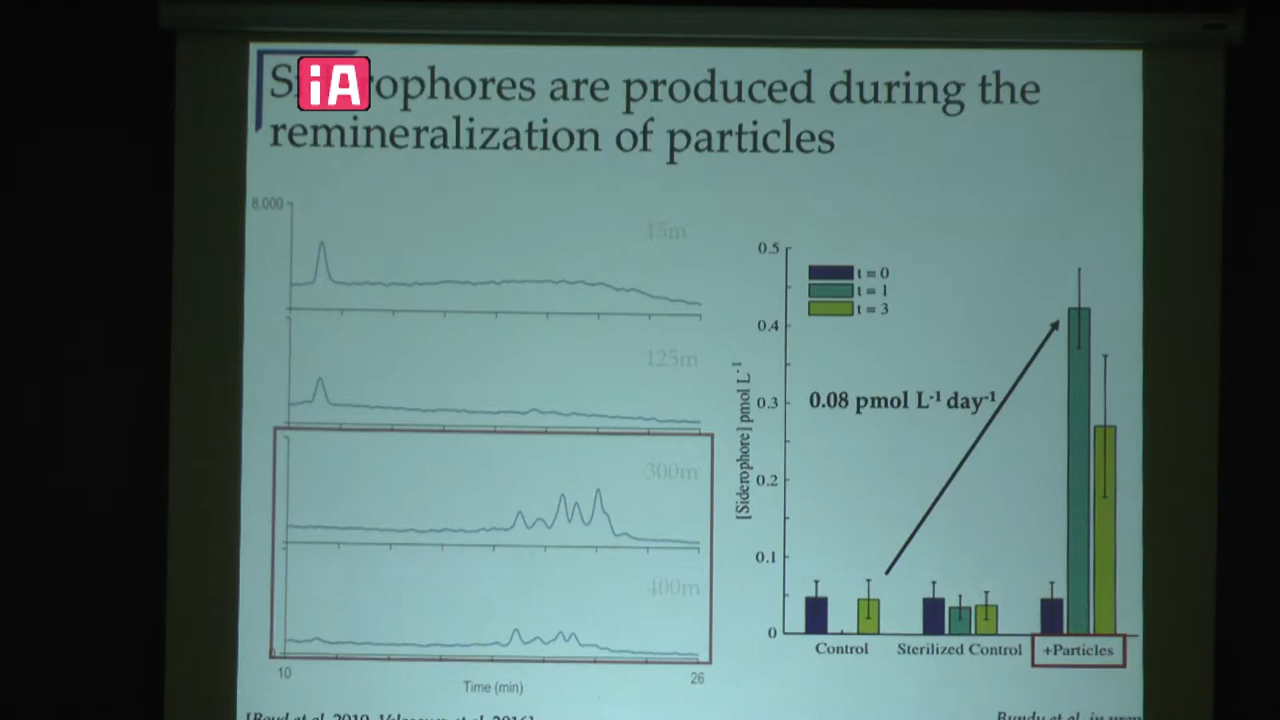 S iA ophores are produced during the
remineralization of particles
8,000
15m
125m
300m
400m
10
26
Time (min)
0.5
0.4
0.3
0.2
0.1
0
[Siderophore] pmol L-1
t = 0
t = 1
t = 3
0.08 pmol L-1 day-1
Control
Sterilized Control
+Particles